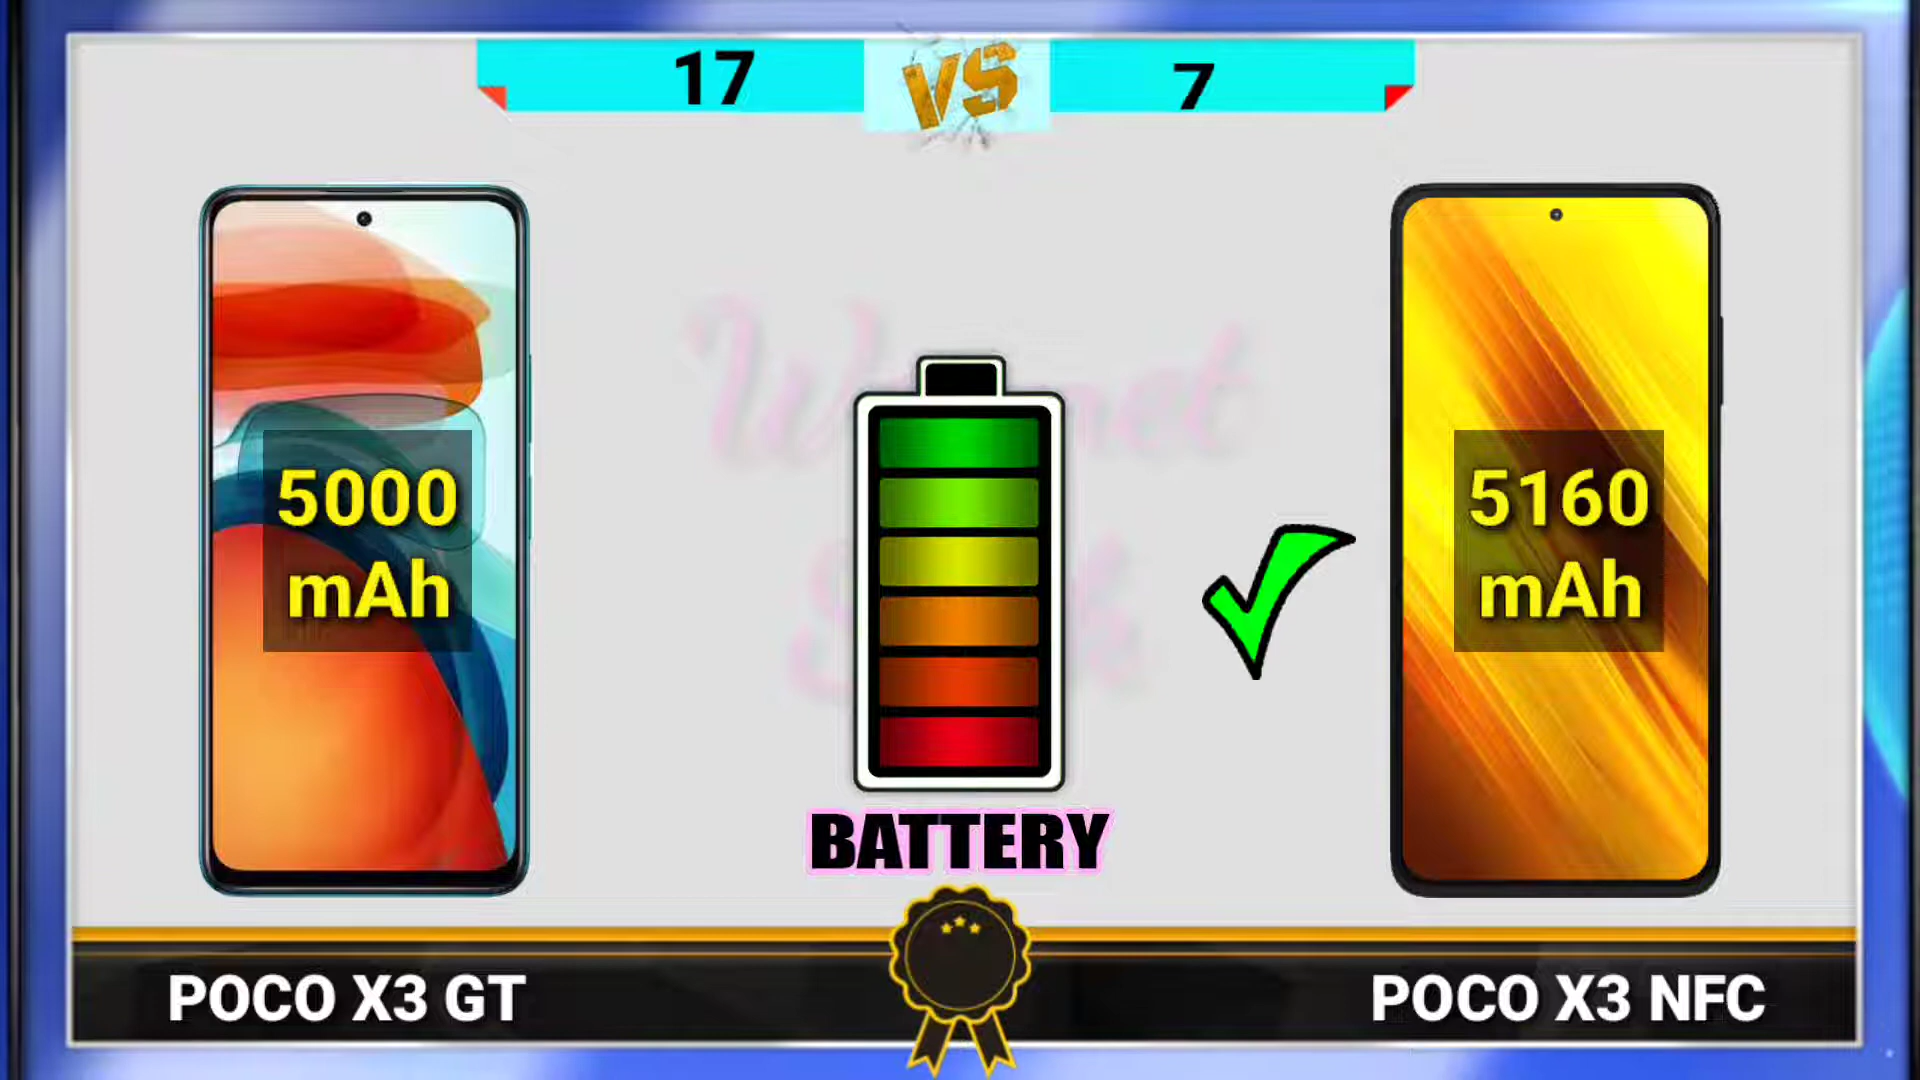 17 VS 7
5000
mAh
5160
mAh
BATTERY
POCO X3 GT
POCO X3 NFC